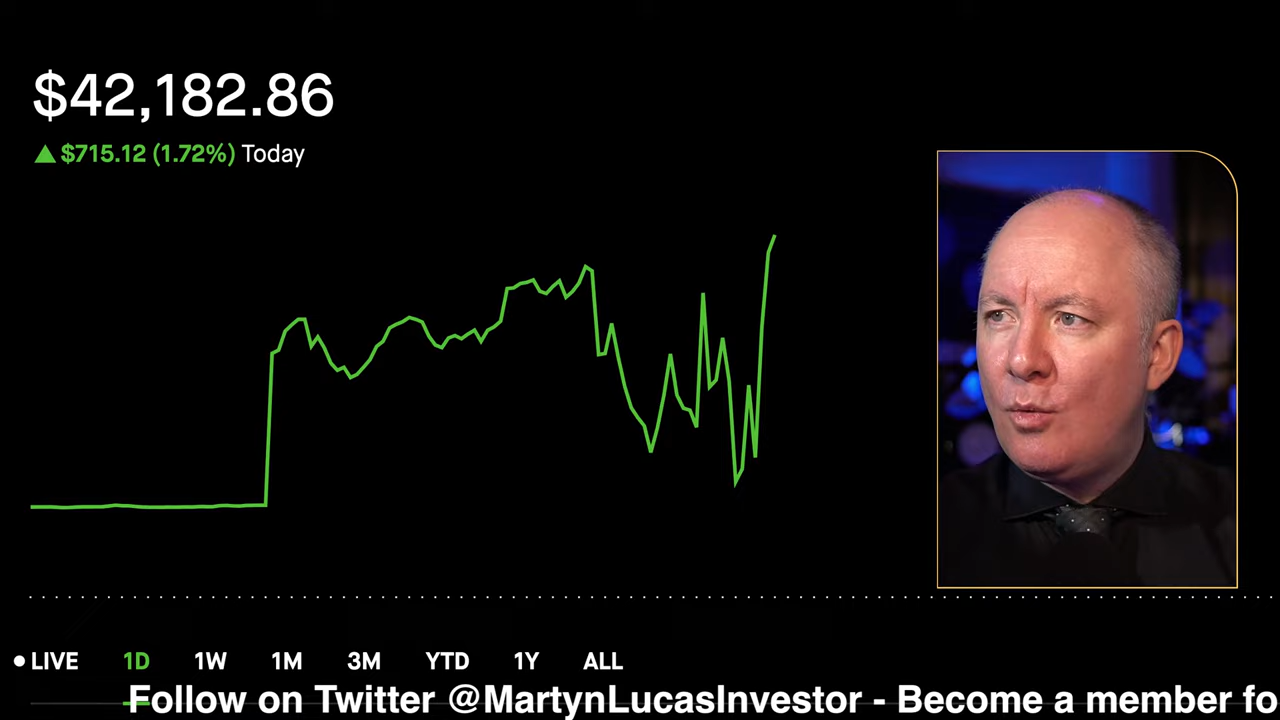 $42,182.86
▲$715.12 (1.72%) Today
LIVE 1D 1W 1M 3M YTD 1Y ALL
Follow on Twitter @MartynLucasInvestor - Become a member fo